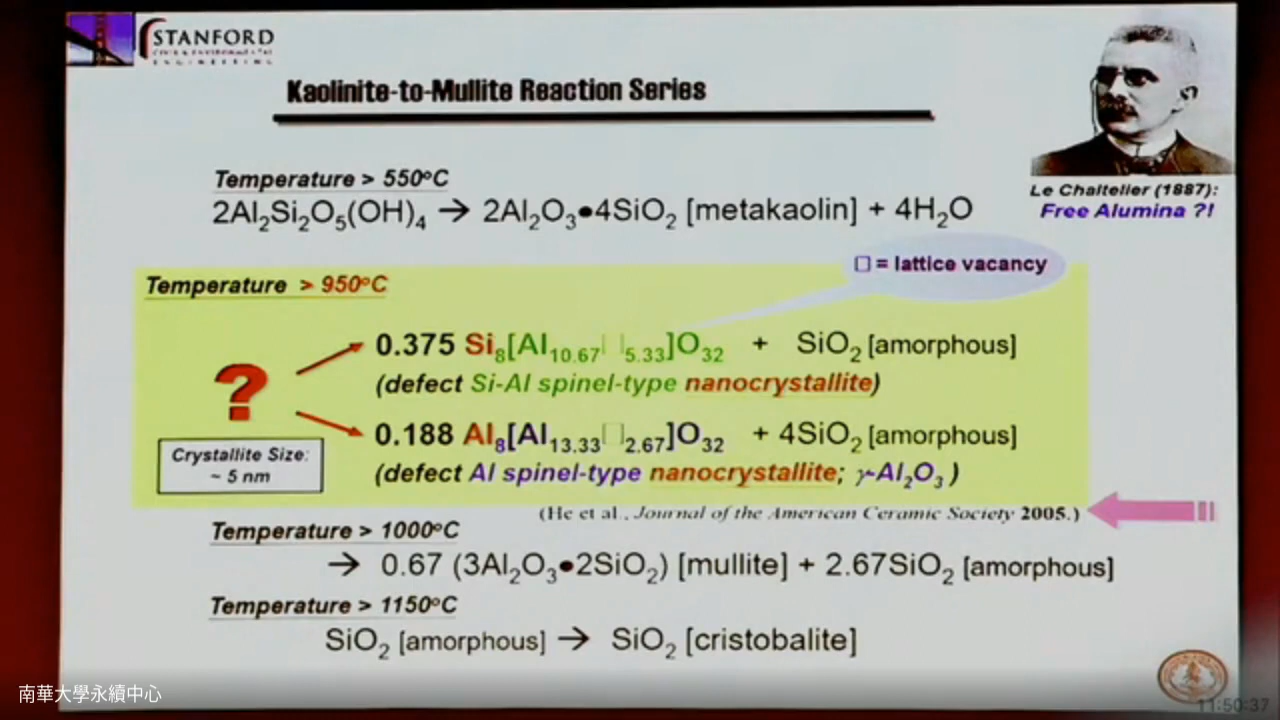 STANFORD
CIVIL & ENVIRONMENTAL
ENGINEERING
Kaolinite-to-Mullite Reaction Series
Temperature > 550°C
2Al₂Si₂O₅(OH)₄ → 2Al₂O₃•4SiO₂ [metakaolin] + 4H₂O
Le Chaltelier (1887):
Free Alumina ?!
□ = lattice vacancy
Temperature > 950°C
0.375 Si₈[Al₁₀.₆₇□₅.₃₃]O₃₂ + SiO₂ [amorphous]
(defect Si-Al spinel-type nanocrystallite)
?
0.188 Al₈[Al₁₃.₃₃□₂.₆₇]O₃₂ + 4SiO₂ [amorphous]
(defect Al spinel-type nanocrystallite; γ-Al₂O₃)
Crystallite Size:
~ 5 nm
(He et al., Journal of the American Ceramic Society 2005.)
Temperature > 1000°C
→ 0.67 (3Al₂O₃•2SiO₂) [mullite] + 2.67SiO₂ [amorphous]
Temperature > 1150°C
SiO₂ [amorphous] → SiO₂ [cristobalite]
南華大學永續中心
11:50:37